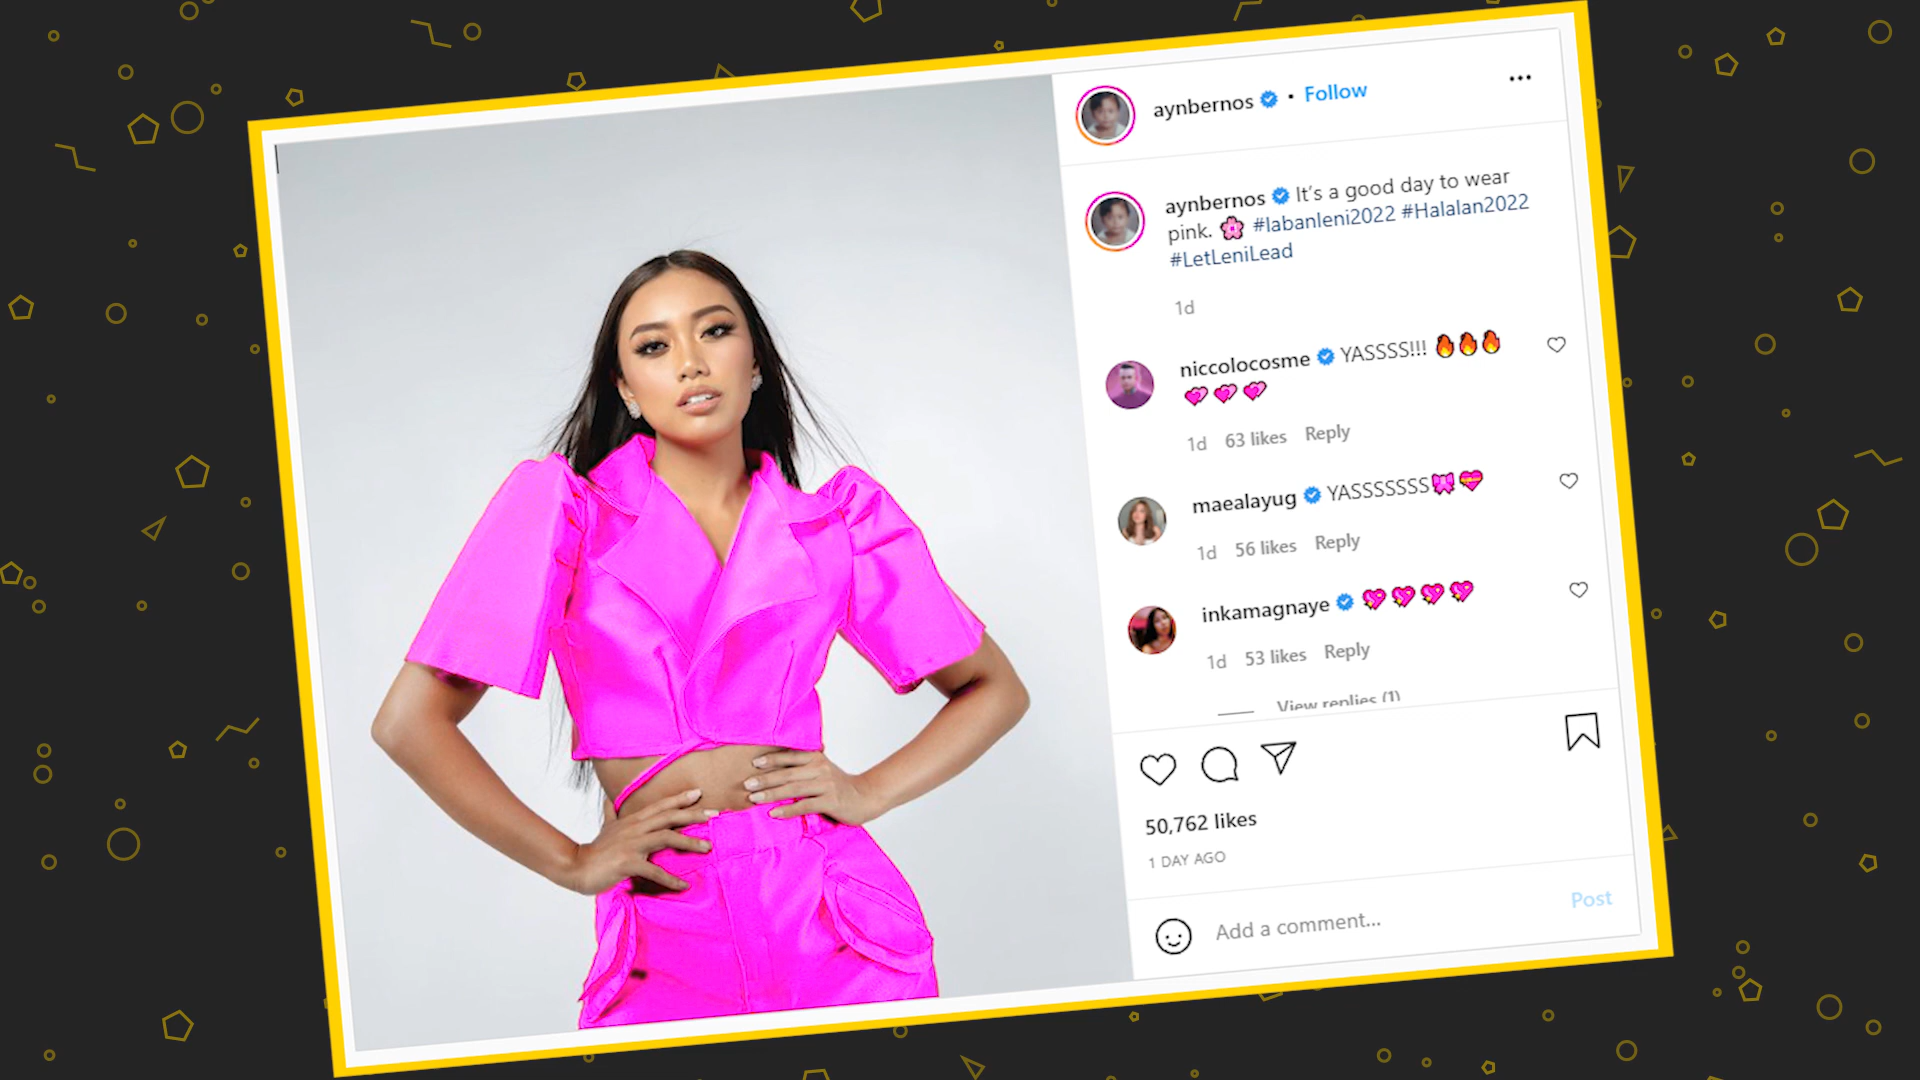 aynbernos • Follow
aynbernos It's a good day to wear
pink. 🌸 #labanleni2022 #Halalan2022
#LetLeniLead
1d
niccolocosme YASSSS!!! 🔥🔥🔥
💞💞💞
1d 63 likes Reply
maealayug YASSSSSSS🎀💝
1d 56 likes Reply
inkamagnaye 💖💖💖💖
1d 53 likes Reply
View replies (1)
50,762 likes
1 DAY AGO
Add a comment... Post